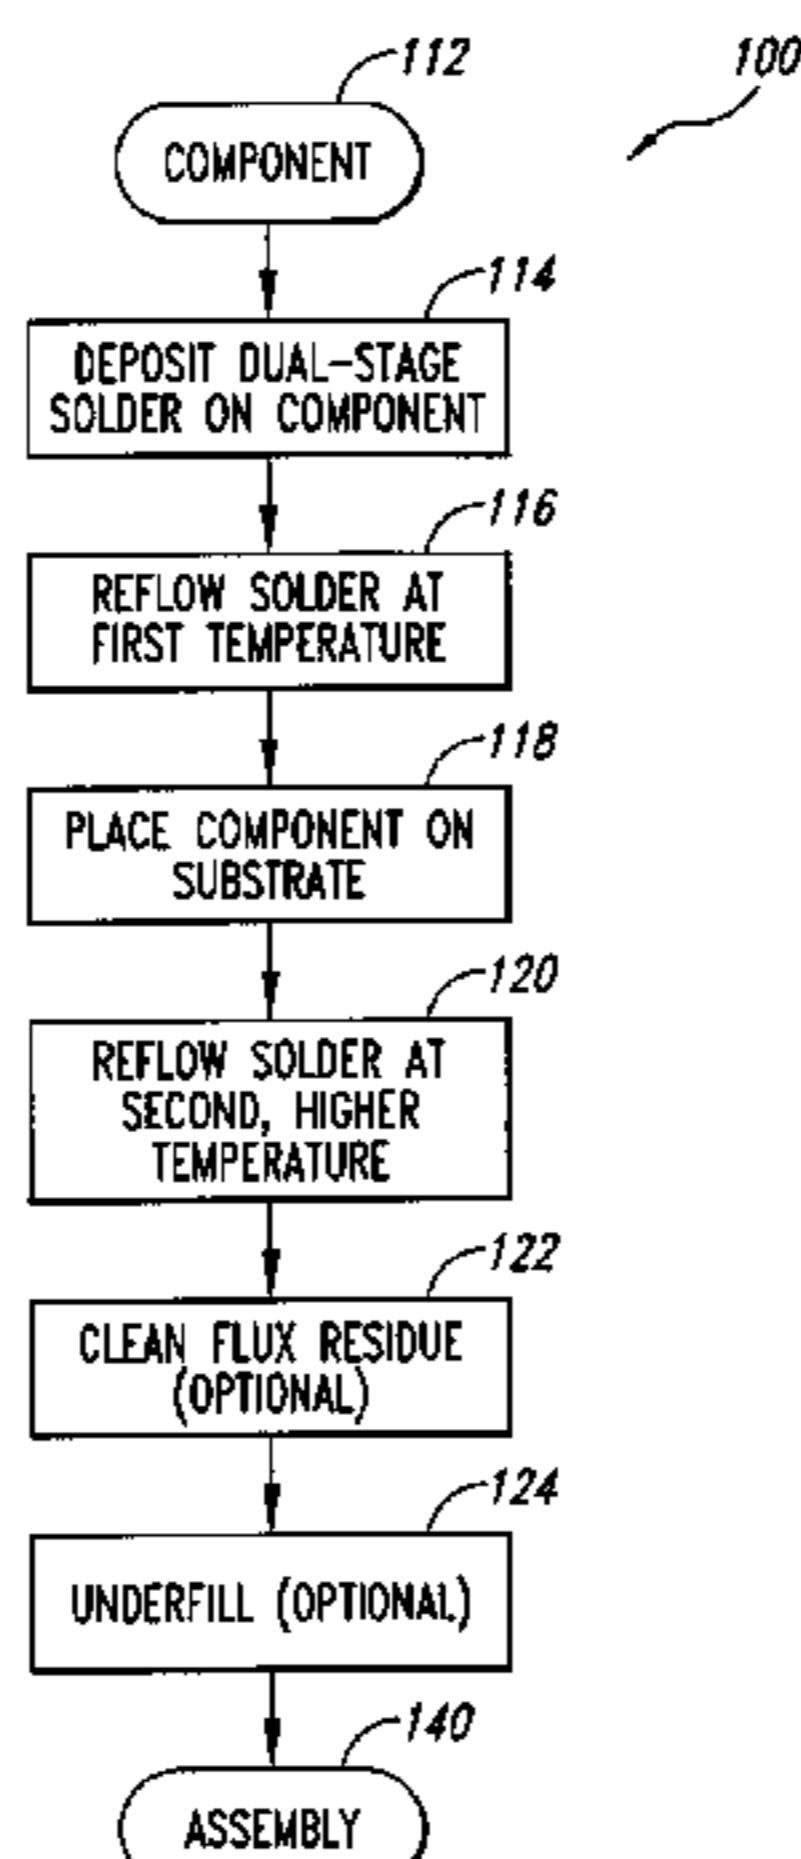 112
100
COMPONENT
114
DEPOSIT DUAL-STAGE
SOLDER ON COMPONENT
116
REFLOW SOLDER AT
FIRST TEMPERATURE
118
PLACE COMPONENT ON
SUBSTRATE
120
REFLOW SOLDER AT
SECOND, HIGHER
TEMPERATURE
122
CLEAN FLUX RESIDUE
(OPTIONAL)
124
UNDERFILL (OPTIONAL)
140
ASSEMBLY